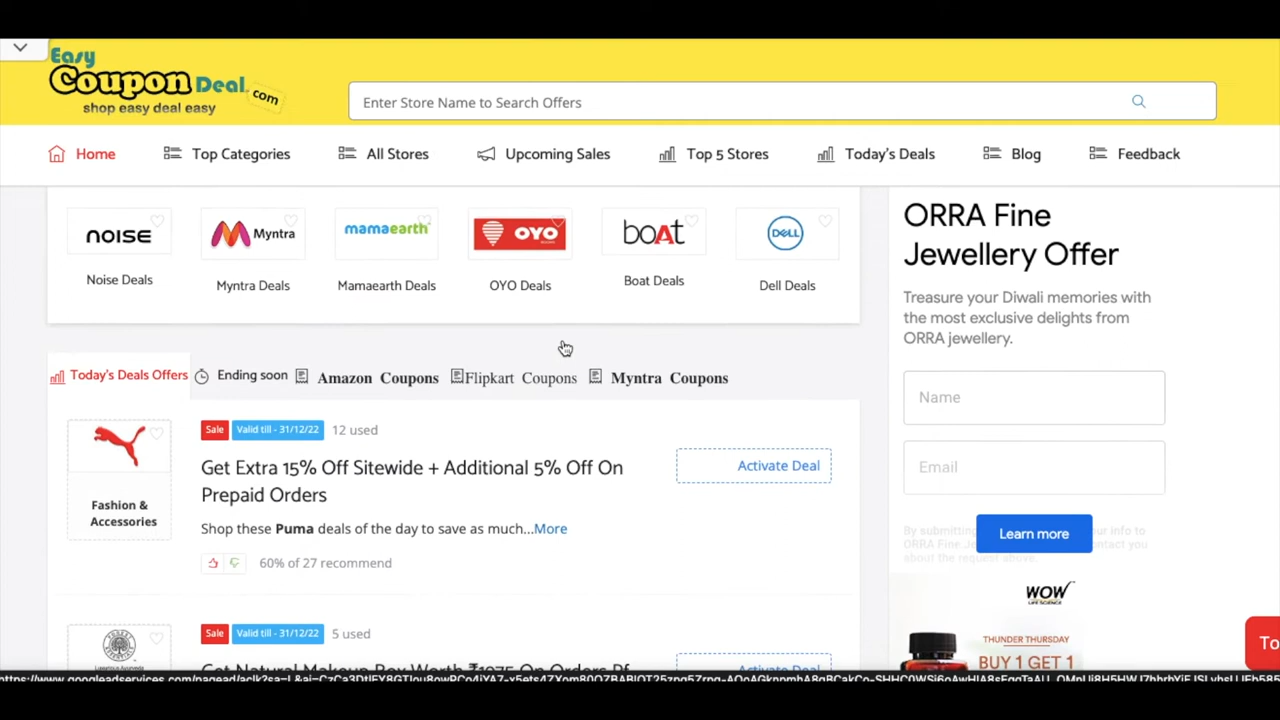 Easy
Coupon Deal.com
shop easy deal easy
Enter Store Name to Search Offers
Home Top Categories All Stores Upcoming Sales Top 5 Stores Today's Deals Blog Feedback
NOISE Myntra mamaearth OYO boAt DELL
Noise Deals Myntra Deals Mamaearth Deals OYO Deals Boat Deals Dell Deals
ORRA Fine
Jewellery Offer
Treasure your Diwali memories with
the most exclusive delights from
ORRA jewellery.
Name
Email
Learn more
Today's Deals Offers Ending soon Amazon Coupons Flipkart Coupons Myntra Coupons
Sale Valid till - 31/12/22 12 used
Get Extra 15% Off Sitewide + Additional 5% Off On
Prepaid Orders
Activate Deal
Fashion &
Accessories
Shop these Puma deals of the day to save as much...More
60% of 27 recommend
Sale Valid till - 31/12/22 5 used
Activate Deal
WOW
LIFE SCIENCE
THUNDER THURSDAY
BUY 1 GET 1
To